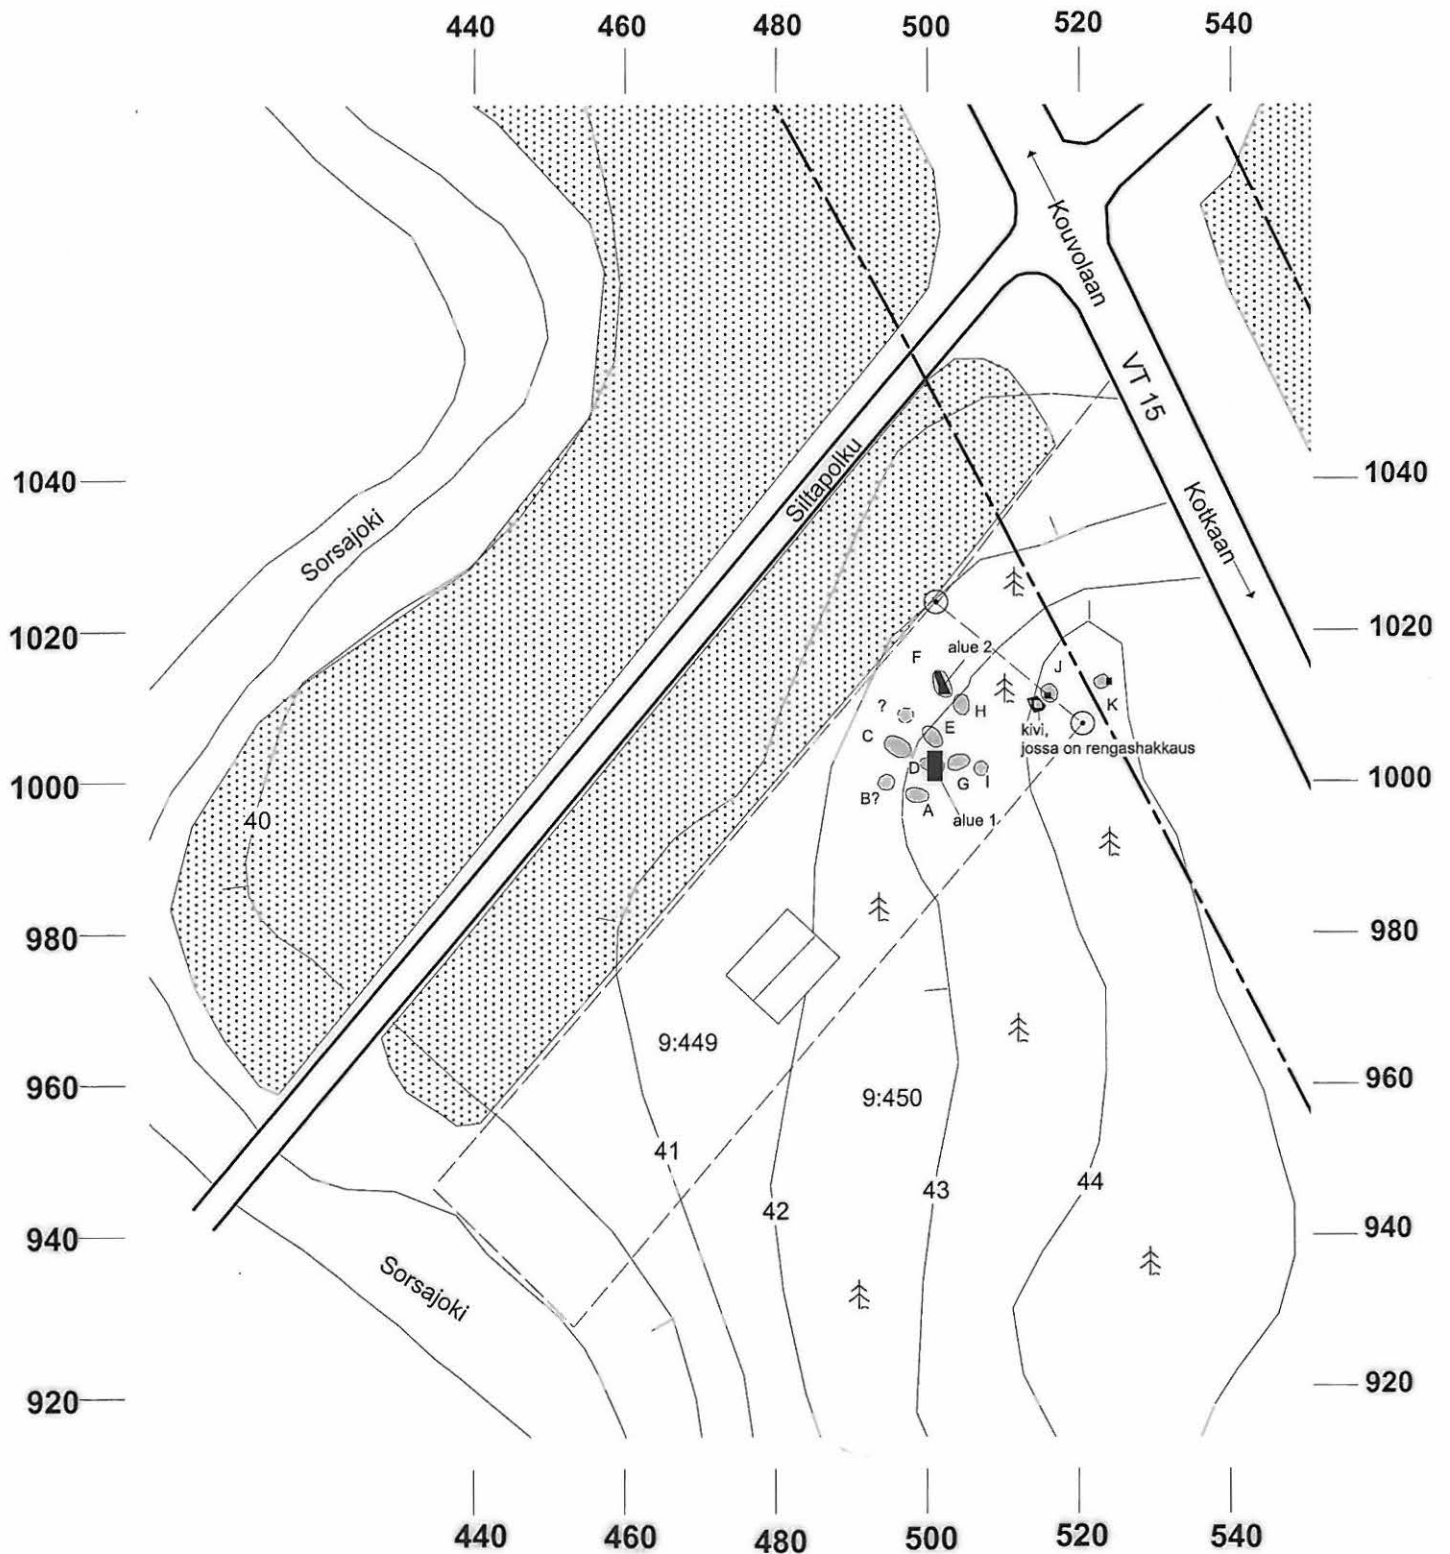 440 460 480 500 520 540
Kouvolaan
VT 15
Siltapolku
1040 1040
Kotkaan
Sorsajoki
1020 1020
alue 2
F
J
K
?
H
E
C
kivi,
jossa on rengashakkaus
D
G
I
1000 1000
B?
A
alue 1
40
980 980
9:449
960 960
9:450
41
44
43
42
940 940
Sorsajoki
920 920
440 460 480 500 520 540